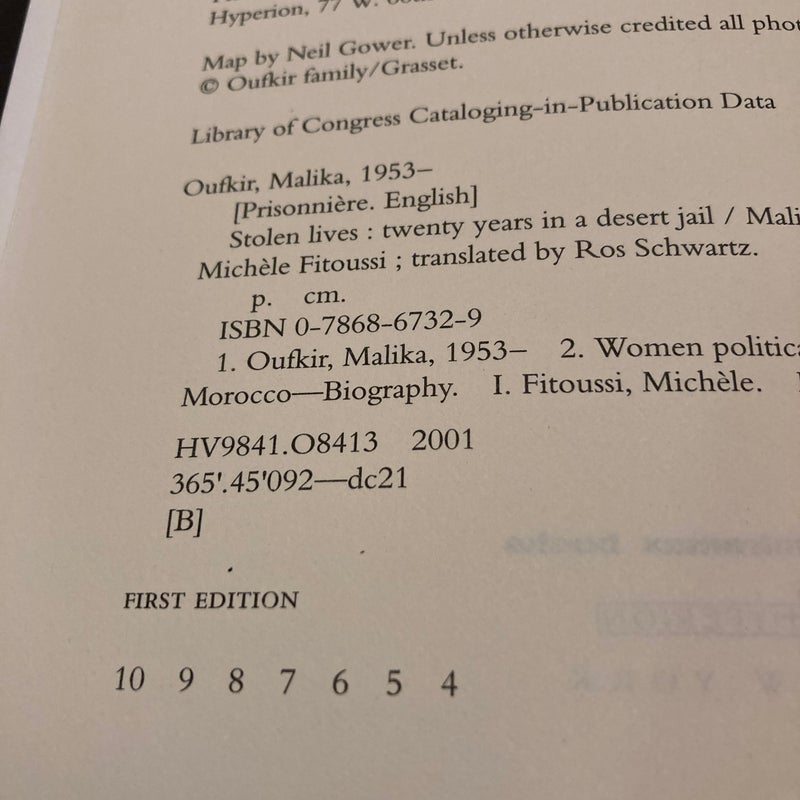 Hyperion, 77 W.
Map by Neil Gower. Unless otherwise credited all
© Oufkir family/Grasset.
Library of Congress Cataloging-in-Publication Data
Oufkir, Malika, 1953–
[Prisonnière. English]
Stolen lives : twenty years in a desert jail /
Michèle Fitoussi ; translated by Ros Schwartz.
p. cm.
ISBN 0-7868-6732-9
1. Oufkir, Malika, 1953– 2. Women
Morocco—Biography. I. Fitoussi, Michèle.
HV9841.O8413 2001
365'.45'092—dc21
[B]
FIRST EDITION
10 9 8 7 6 5 4